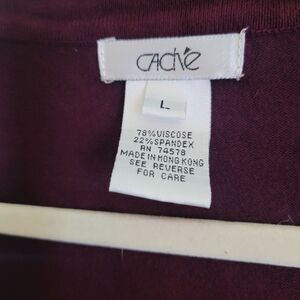 CACHÉ
L
78%VISCOSE
22%SPANDEX
RN 74578
MADE IN HONG KONG
SEE REVERSE
FOR CARE